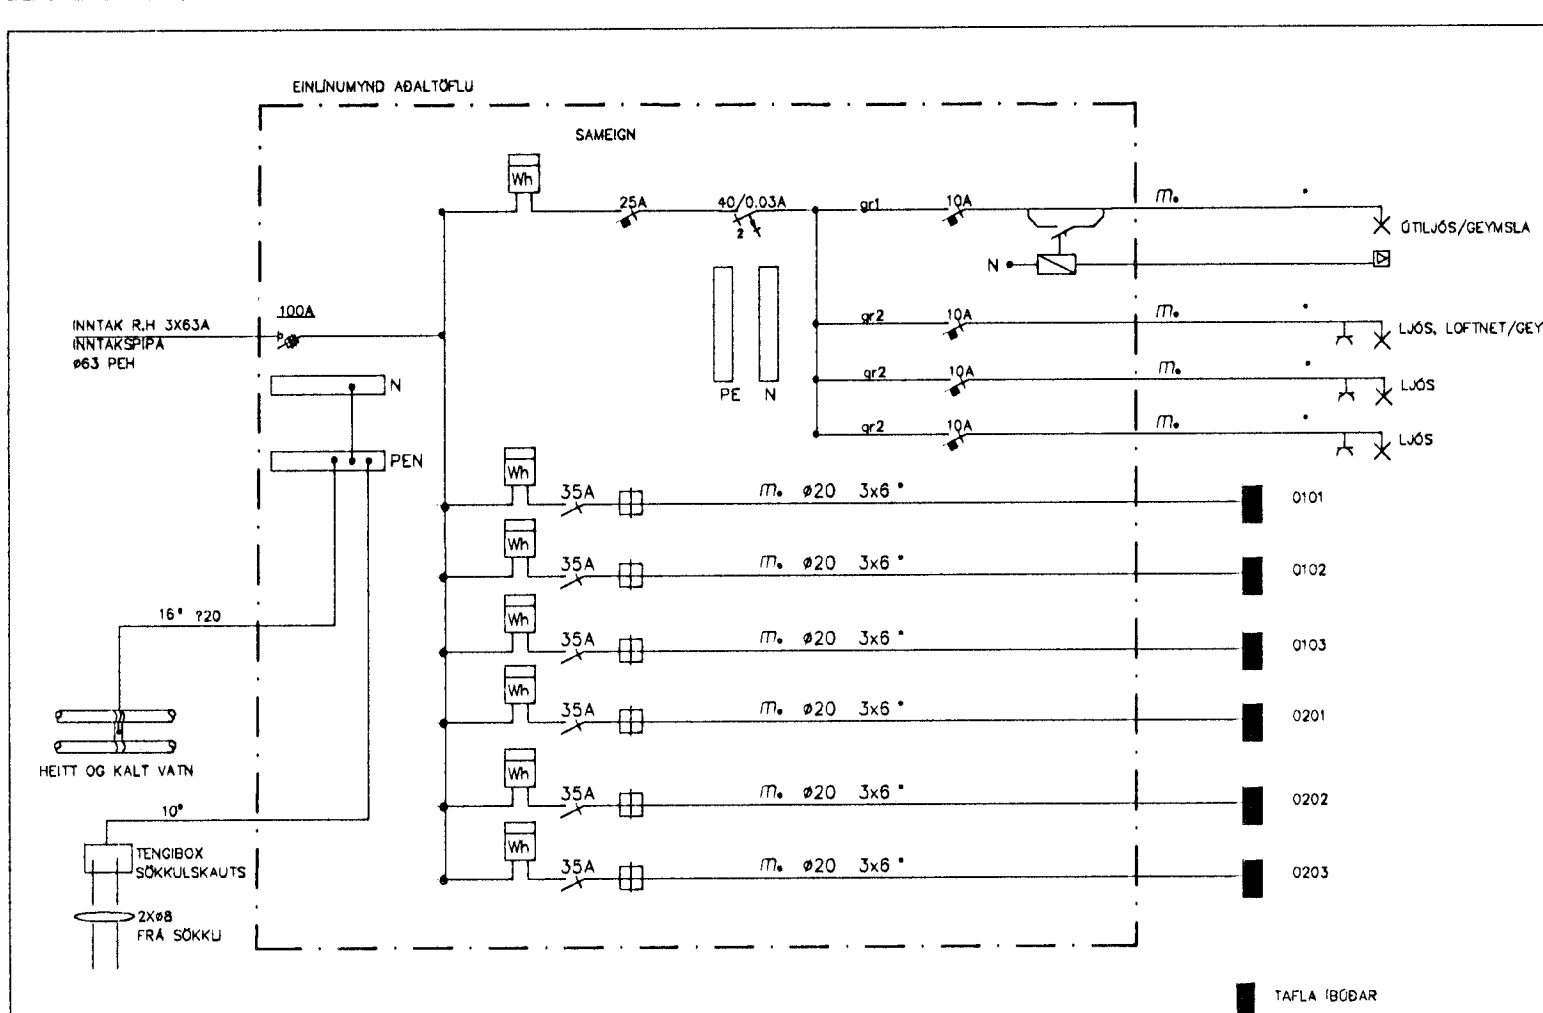 EINLÍNUMYND AÐALTÖFLU
SAMEIGN
Wh
25A
40/0.03A
2
gr1
10A
m.
ÚTILJÓS/GEYMSLA
N
100A
INNTAK R.H 3X63A
INNTAKSPÍPA
ø63 PEH
gr2
10A
m.
LJÓS, LOFTNET/GEY
N
PE N
gr2
10A
m.
LJÓS
gr2
10A
m.
LJÓS
PEN
Wh
35A
m. ø20 3x6 "
0101
Wh
35A
m. ø20 3x6 "
0102
16" ?20
Wh
35A
m. ø20 3x6 "
0103
Wh
35A
m. ø20 3x6 "
0201
HEITT OG KALT VATN
Wh
35A
m. ø20 3x6 "
0202
10"
Wh
35A
m. ø20 3x6 "
0203
TENGIBOX
SÖKKULSKAUTS
2Xø8
FRÁ SÖKKLI
TAFLA ÍBÚÐAR